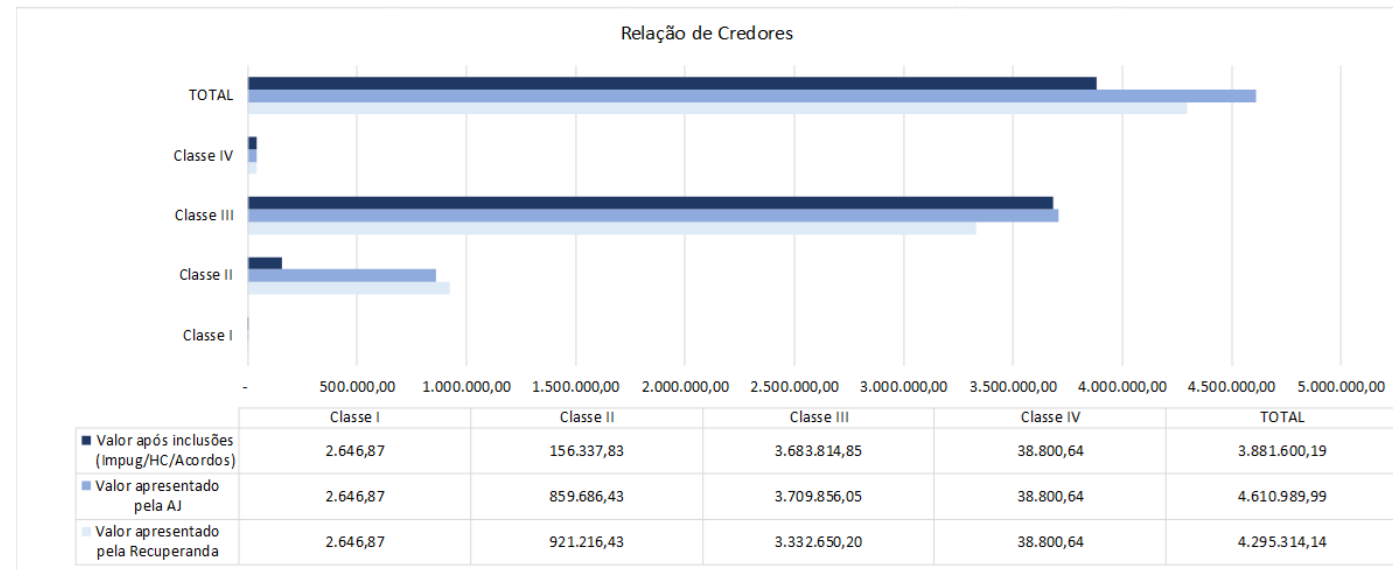 Relação de Credores
TOTAL
Classe IV
Classe III
Classe II
Classe I
- 500.000,00 1.000.000,00 1.500.000,00 2.000.000,00 2.500.000,00 3.000.000,00 3.500.000,00 4.000.000,00 4.500.000,00 5.000.000,00
Classe I Classe II Classe III Classe IV TOTAL
Valor após inclusões
(Impug/HC/Acordos)
2.646,87 156.337,83 3.683.814,85 38.800,64 3.881.600,19
Valor apresentado
pela AJ
2.646,87 859.686,43 3.709.856,05 38.800,64 4.610.989,99
Valor apresentado
pela Recuperanda
2.646,87 921.216,43 3.332.650,20 38.800,64 4.295.314,14